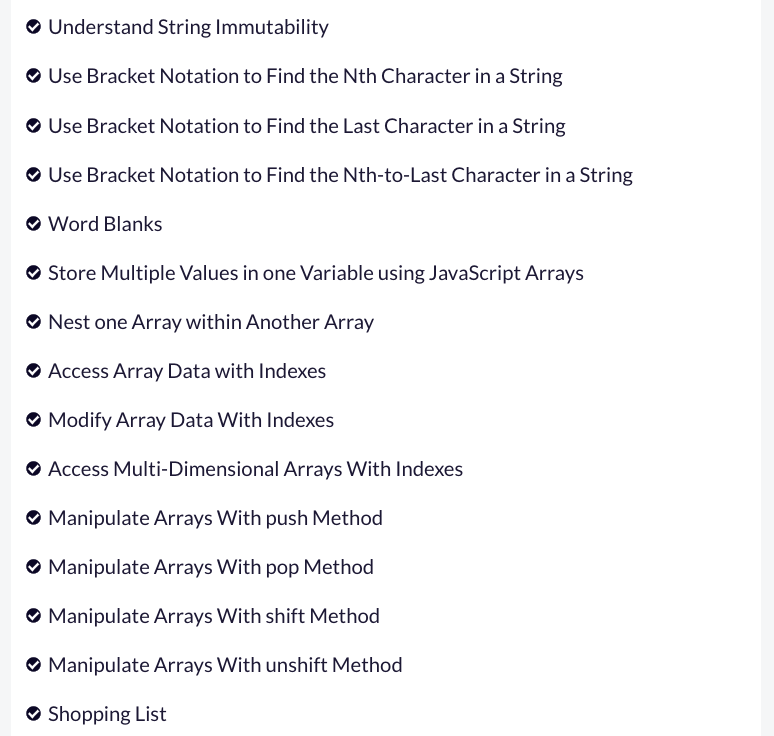 Understand String Immutability
Use Bracket Notation to Find the Nth Character in a String
Use Bracket Notation to Find the Last Character in a String
Use Bracket Notation to Find the Nth-to-Last Character in a String
Word Blanks
Store Multiple Values in one Variable using JavaScript Arrays
Nest one Array within Another Array
Access Array Data with Indexes
Modify Array Data With Indexes
Access Multi-Dimensional Arrays With Indexes
Manipulate Arrays With push Method
Manipulate Arrays With pop Method
Manipulate Arrays With shift Method
Manipulate Arrays With unshift Method
Shopping List